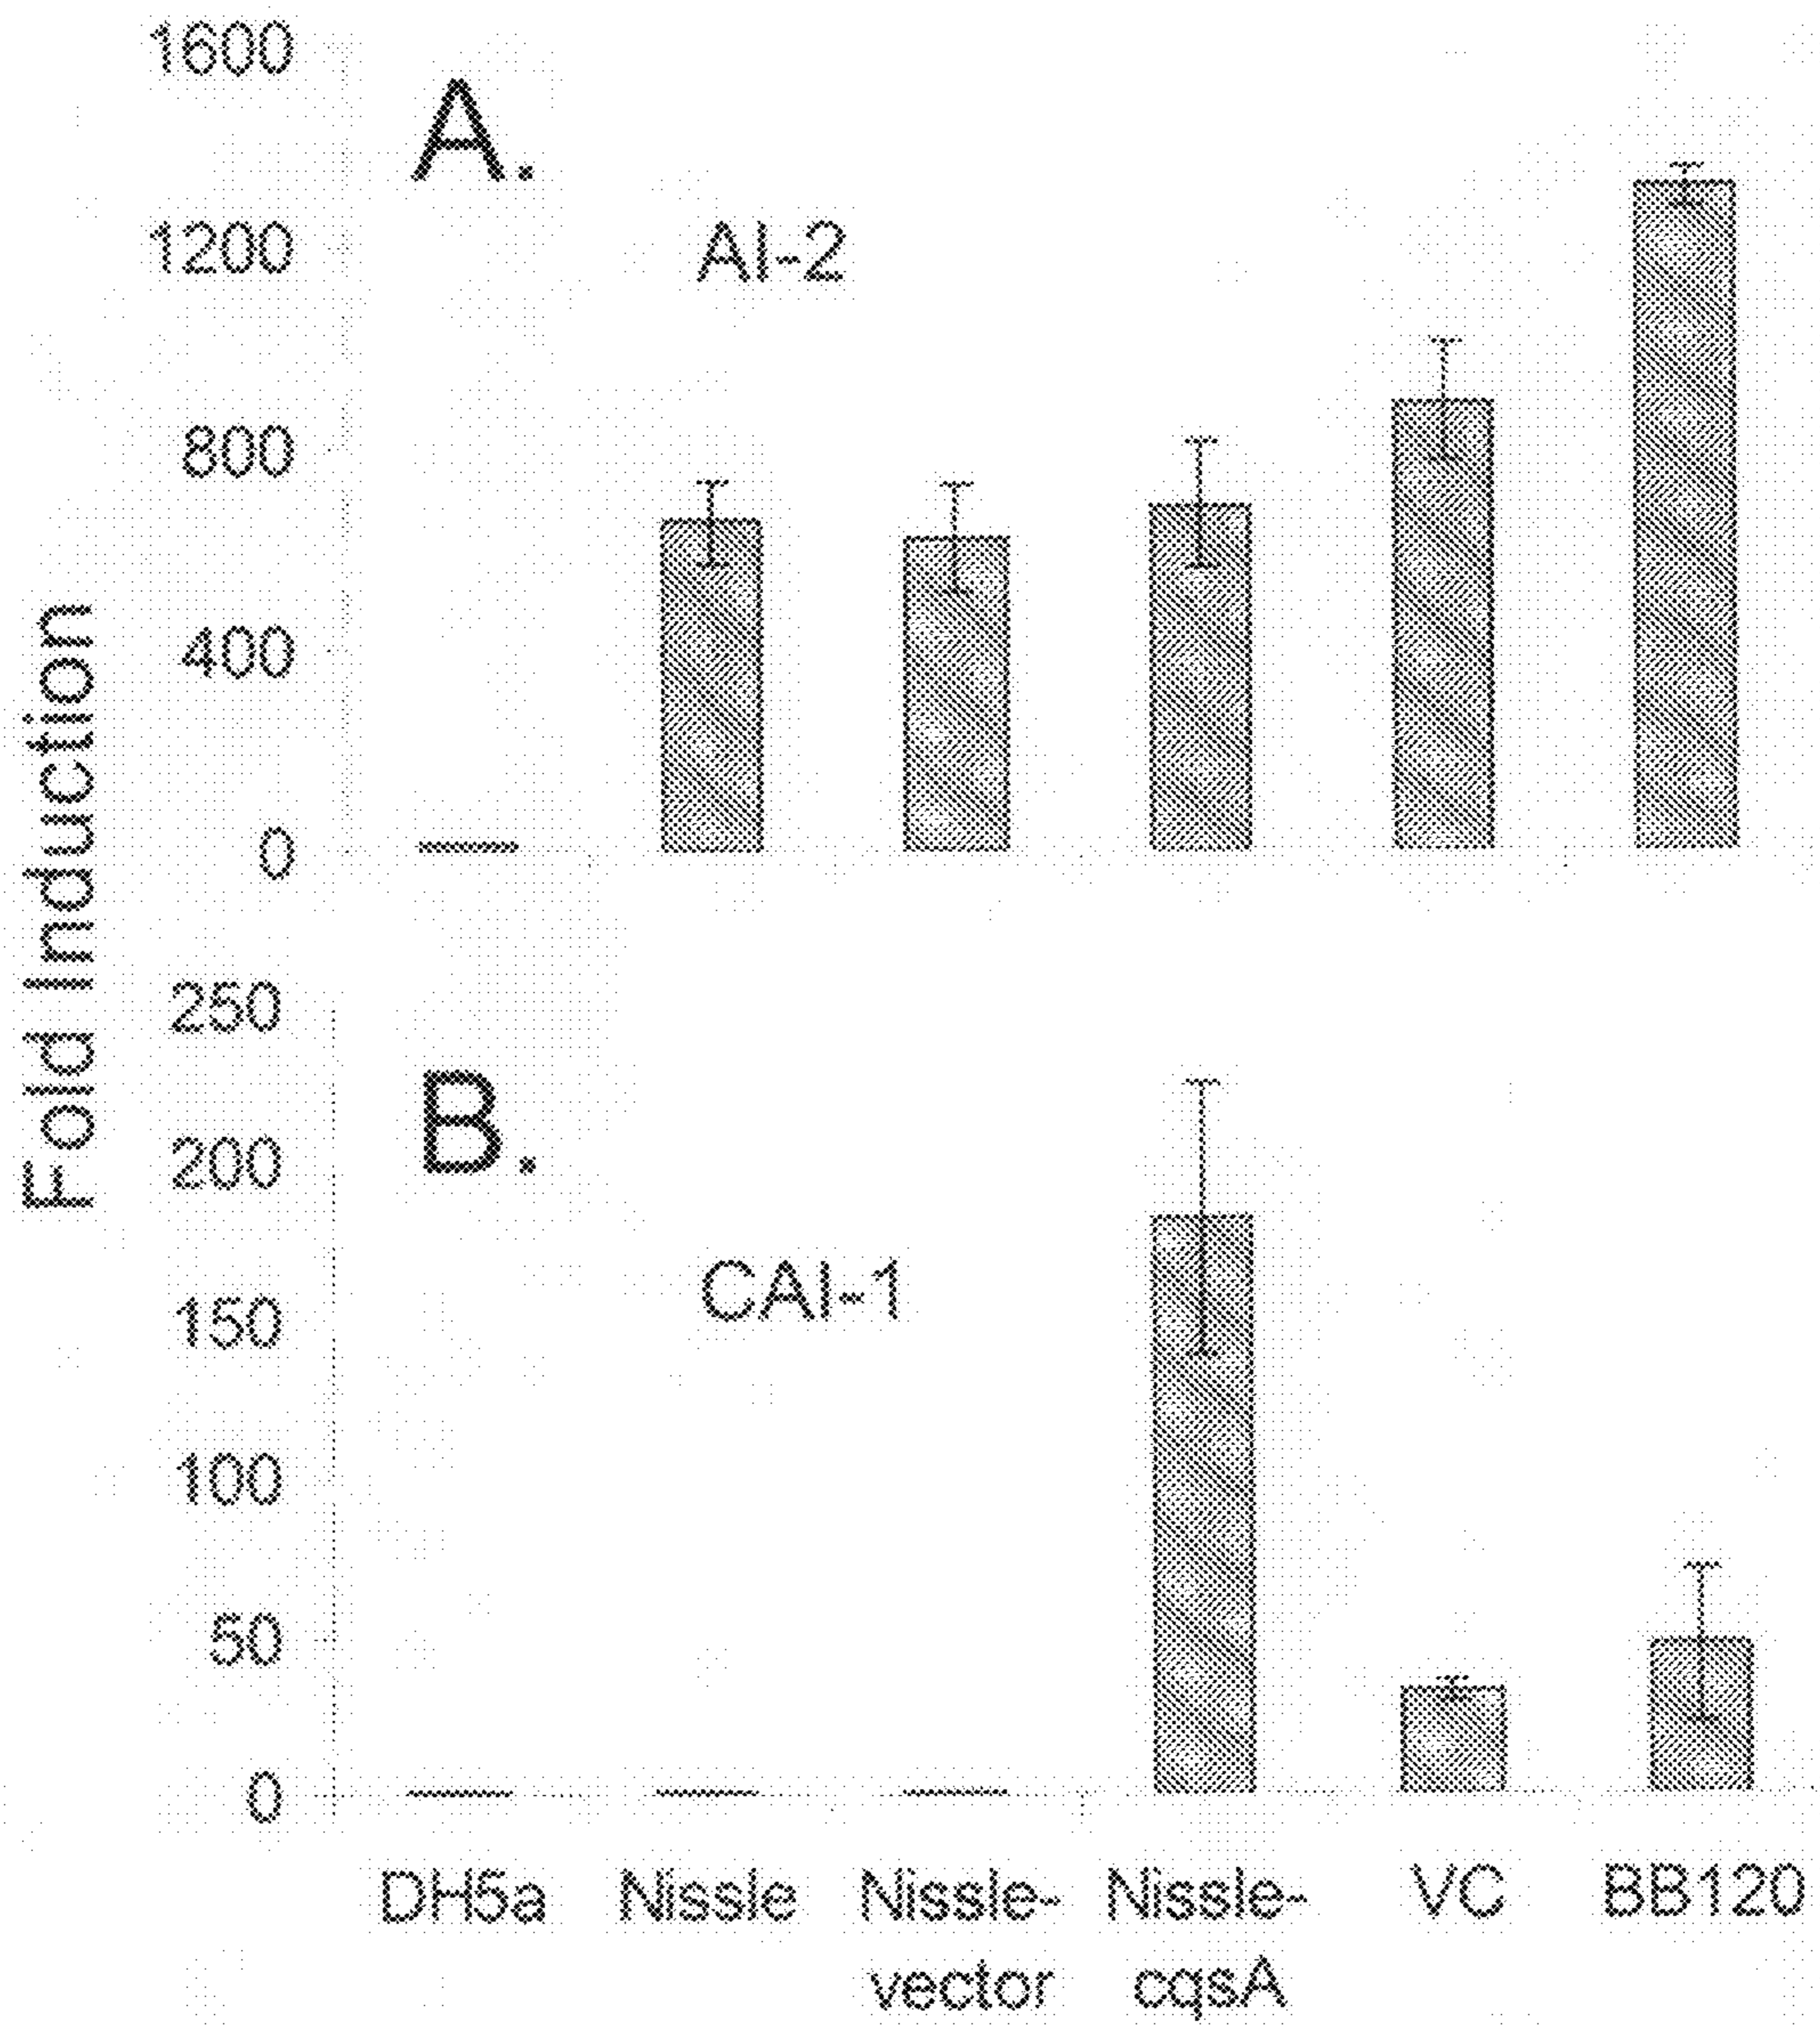 1600
A.
1200
AI-2
800
400
0
Fold Induction
250
B.
200
CAI-1
150
100
50
0
DH5a Nissle Nissle- Nissle- VC BB120
vector cqsA